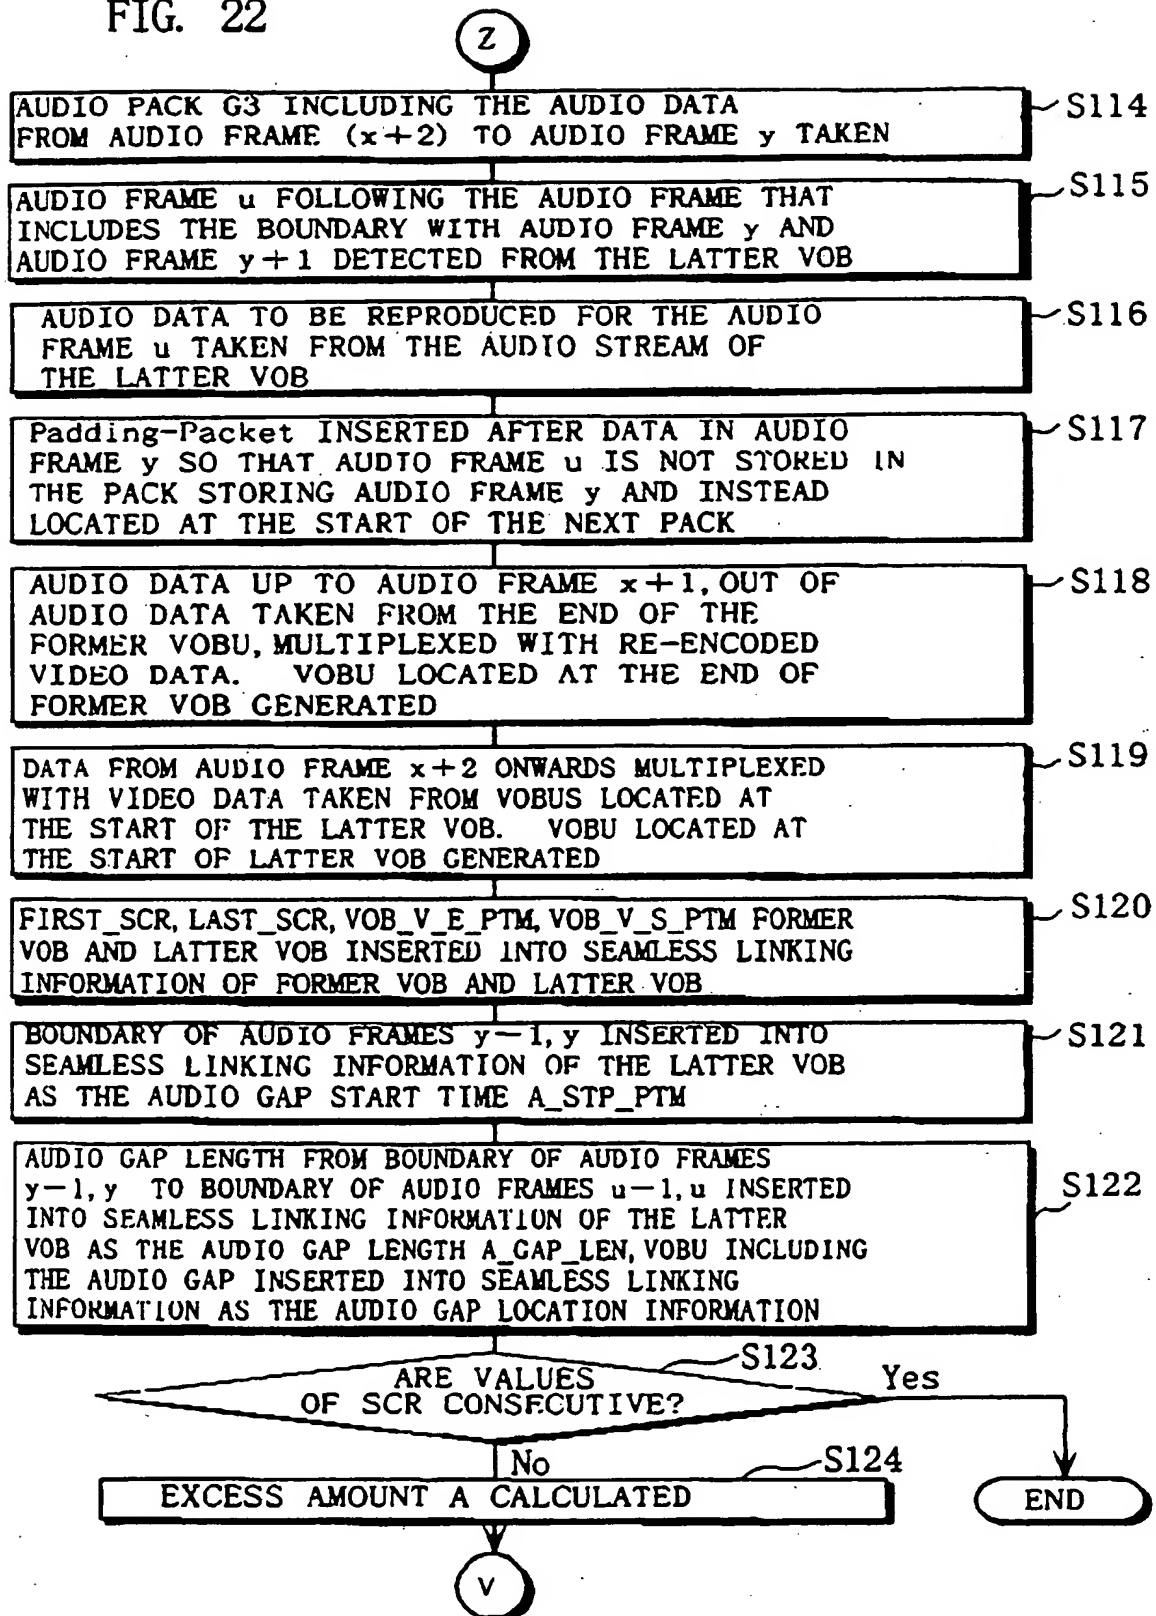 FIG. 22
Z
AUDIO PACK G3 INCLUDING THE AUDIO DATA
FROM AUDIO FRAME (x+2) TO AUDIO FRAME y TAKEN
S114
AUDIO FRAME u FOLLOWING THE AUDIO FRAME THAT
INCLUDES THE BOUNDARY WITH AUDIO FRAME y AND
AUDIO FRAME y+1 DETECTED FROM THE LATTER VOB
S115
AUDIO DATA TO BE REPRODUCED FOR THE AUDIO
FRAME u TAKEN FROM THE AUDIO STREAM OF
THE LATTER VOB
S116
Padding-Packet INSERTED AFTER DATA IN AUDIO
FRAME y SO THAT AUDIO FRAME u IS NOT STORED IN
THE PACK STORING AUDIO FRAME y AND INSTEAD
LOCATED AT THE START OF THE NEXT PACK
S117
AUDIO DATA UP TO AUDIO FRAME x+1, OUT OF
AUDIO DATA TAKEN FROM THE END OF THE
FORMER VOBU, MULTIPLEXED WITH RE-ENCODED
VIDEO DATA. VOBU LOCATED AT THE END OF
FORMER VOB GENERATED
S118
DATA FROM AUDIO FRAME x+2 ONWARDS MULTIPLEXED
WITH VIDEO DATA TAKEN FROM VOBUS LOCATED AT
THE START OF THE LATTER VOB. VOBU LOCATED AT
THE START OF LATTER VOB GENERATED
S119
FIRST_SCR, LAST_SCR, VOB_V_E_PTM, VOB_V_S_PTM FORMER
VOB AND LATTER VOB INSERTED INTO SEAMLESS LINKING
INFORMATION OF FORMER VOB AND LATTER VOB
S120
BOUNDARY OF AUDIO FRAMES y-1, y INSERTED INTO
SEAMLESS LINKING INFORMATION OF THE LATTER VOB
AS THE AUDIO GAP START TIME A_STP_PTM
S121
AUDIO GAP LENGTH FROM BOUNDARY OF AUDIO FRAMES
y-1, y TO BOUNDARY OF AUDIO FRAMES u-1, u INSERTED
INTO SEAMLESS LINKING INFORMATION OF THE LATTER
VOB AS THE AUDIO GAP LENGTH A_GAP_LEN, VOBU INCLUDING
THE AUDIO GAP INSERTED INTO SEAMLESS LINKING
INFORMATION AS THE AUDIO GAP LOCATION INFORMATION
S122
ARE VALUES
OF SCR CONSECUTIVE?
S123
Yes
No
EXCESS AMOUNT A CALCULATED
S124
END
v